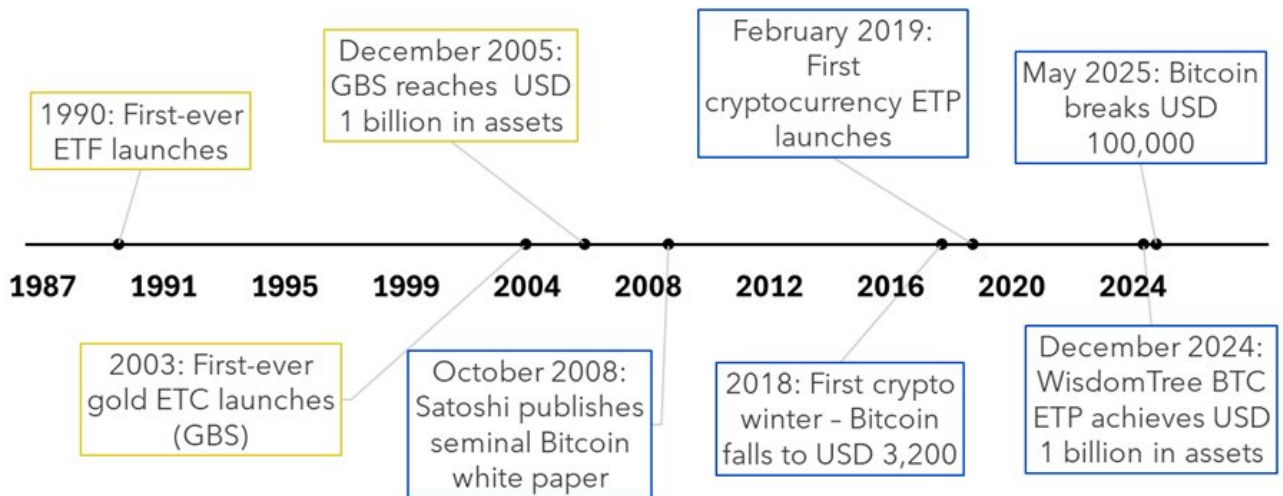 December 2005:
GBS reaches USD
1 billion in assets
February 2019:
First
cryptocurrency ETP
launches
May 2025: Bitcoin
breaks USD
100,000
1990: First-ever
ETF launches
1987 1991 1995 1999 2004 2008 2012 2016 2020 2024
2003: First-ever
gold ETC launches
(GBS)
October 2008:
Satoshi publishes
seminal Bitcoin
white paper
2018: First crypto
winter – Bitcoin
falls to USD 3,200
December 2024:
WisdomTree BTC
ETP achieves USD
1 billion in assets